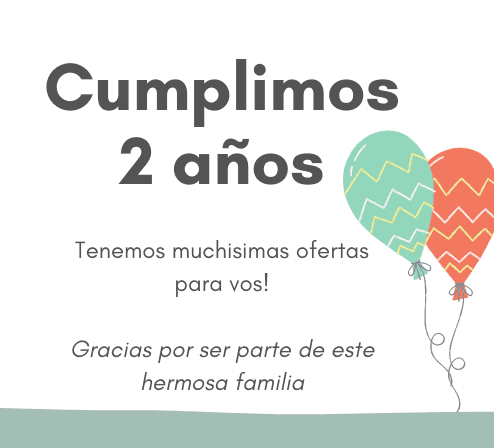 Cumplimos
2 años
Tenemos muchisimas ofertas
para vos!
Gracias por ser parte de este
hermosa familia